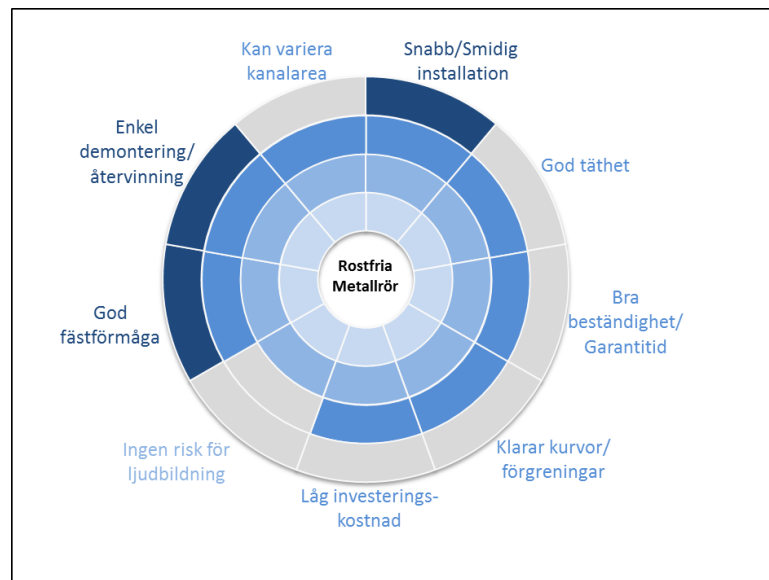 Kan variera
kanalarea
Snabb/Smidig
installation
Enkel
demontering/
återvinning
God täthet
Rostfria
Metallrör
God
fästförmåga
Bra
beständighet/
Garantitid
Ingen risk för
ljudbildning
Låg investerings-
kostnad
Klarar kurvor/
förgreningar